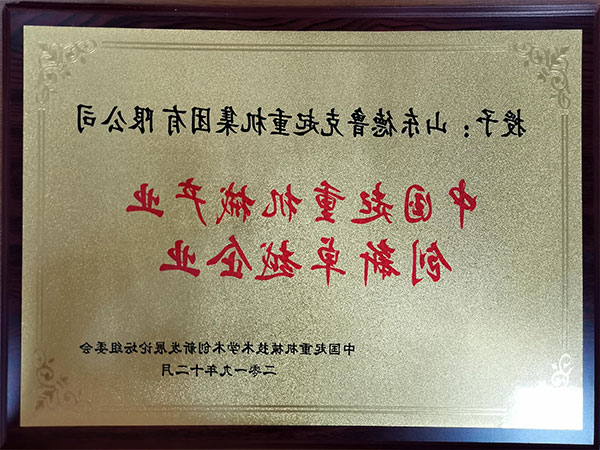 授予：山东德鲁克起重机集团有限公司
中国起重机械产业
创新卓越企业
中国起重机械技术学术创新发展论坛组委会
二零一九年十二月